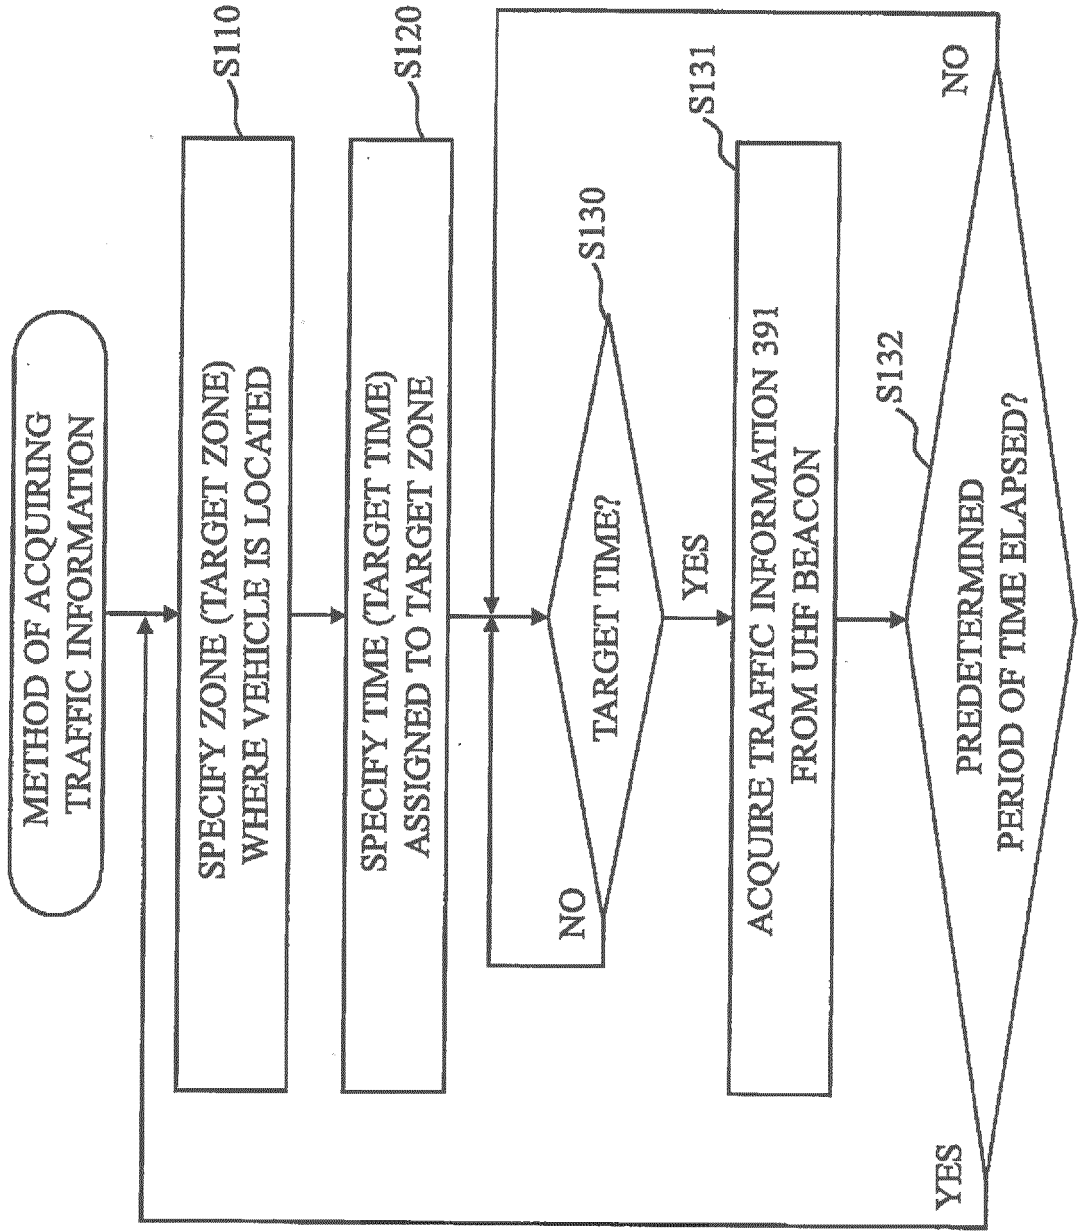 METHOD OF ACQUIRING
TRAFFIC INFORMATION
SPECIFY ZONE (TARGET ZONE)
WHERE VEHICLE IS LOCATED
S110
SPECIFY TIME (TARGET TIME)
ASSIGNED TO TARGET ZONE
S120
TARGET TIME?
S130
NO
YES
ACQUIRE TRAFFIC INFORMATION 391
FROM UHF BEACON
S131
PREDETERMINED
PERIOD OF TIME ELAPSED?
S132
YES
NO